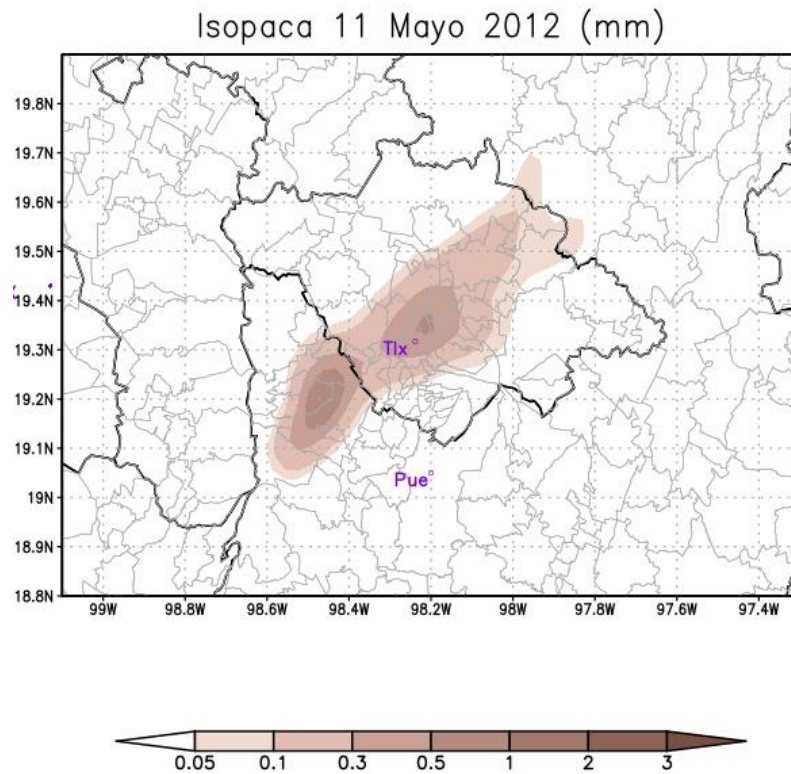 Isopaca 11 Mayo 2012 (mm)
19.8N
19.7N
19.6N
19.5N
19.4N
19.3N
Tlx
19.2N
19.1N
Pue
19N
18.9N
18.8N
99W 98.8W 98.6W 98.4W 98.2W 98W 97.8W 97.6W 97.4W
0.05 0.1 0.3 0.5 1 2 3